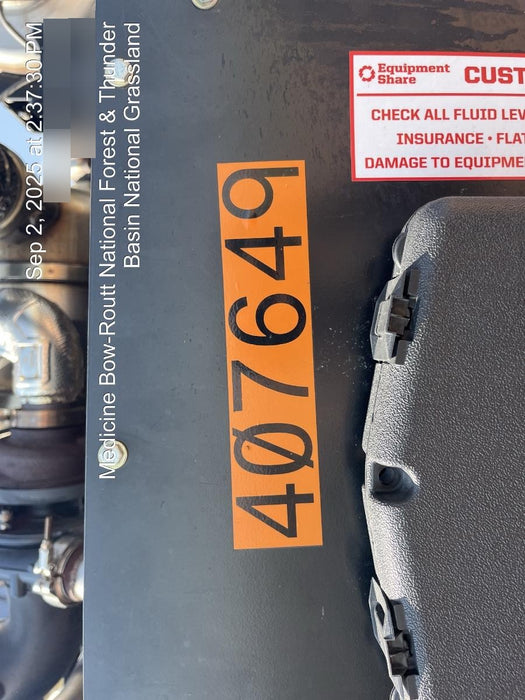 Sep 2, 2025 at 2:37:30 PM
Medicine Bow-Routt National Forest & Thunder
Basin National Grassland
407649
Equipment
Share
CUST
CHECK ALL FLUID LEV
INSURANCE • FLAT
DAMAGE TO EQUIPME